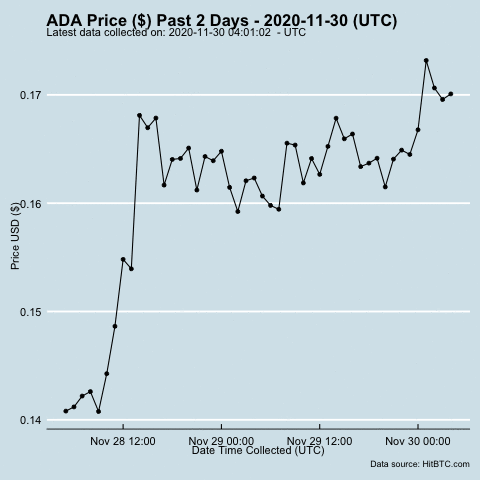 ADA Price ($) Past 2 Days - 2020-11-30 (UTC)
Latest data collected on: 2020-11-30 04:01:02 - UTC
0.17
0.16
0.15
0.14
Price USD ($)
Nov 28 12:00
Nov 29 00:00
Nov 29 12:00
Nov 30 00:00
Date Time Collected (UTC)
Data source: HitBTC.com